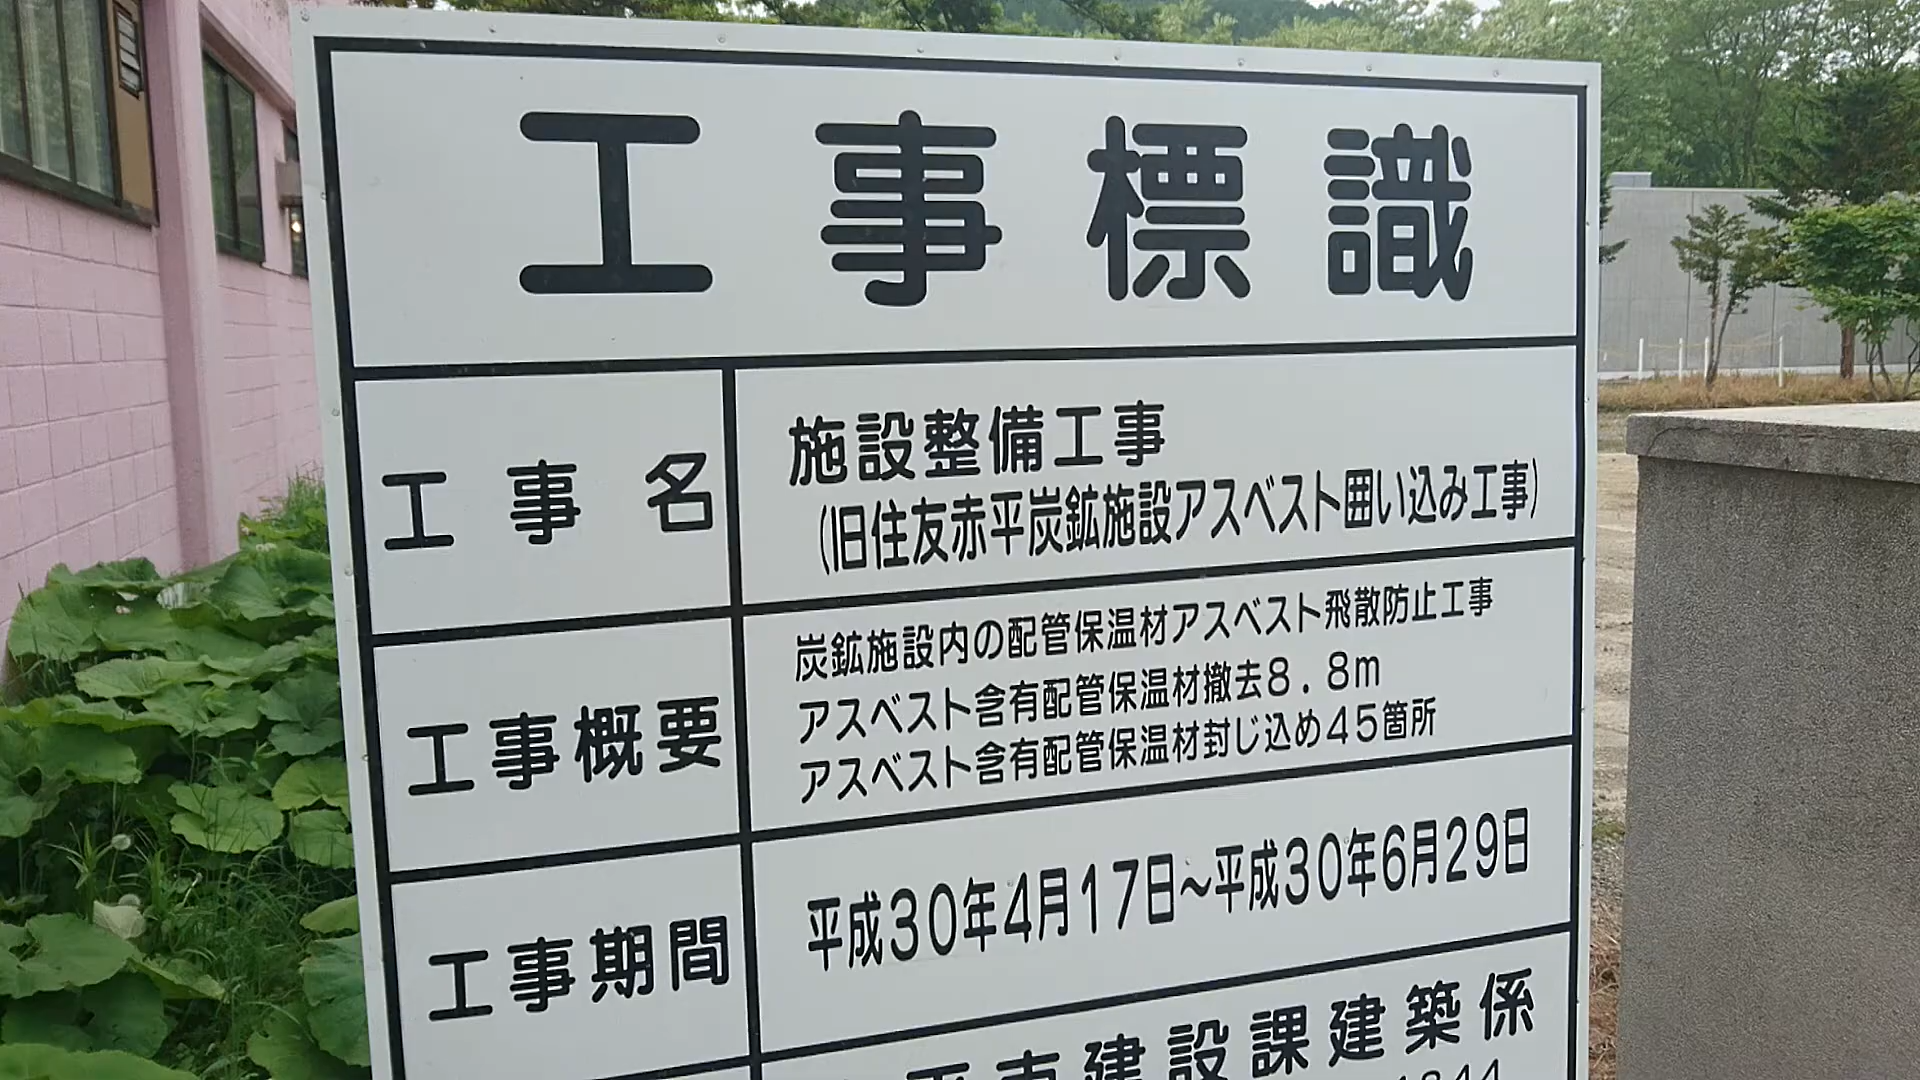 工事標識
工事名
施設整備工事
(旧住友赤平炭鉱施設アスベスト囲い込み工事)
工事概要
炭鉱施設内の配管保温材アスベスト飛散防止工事
アスベスト含有配管保温材撤去8.8m
アスベスト含有配管保温材封じ込め45箇所
工事期間
平成30年4月17日~平成30年6月29日
平市建設課建築係